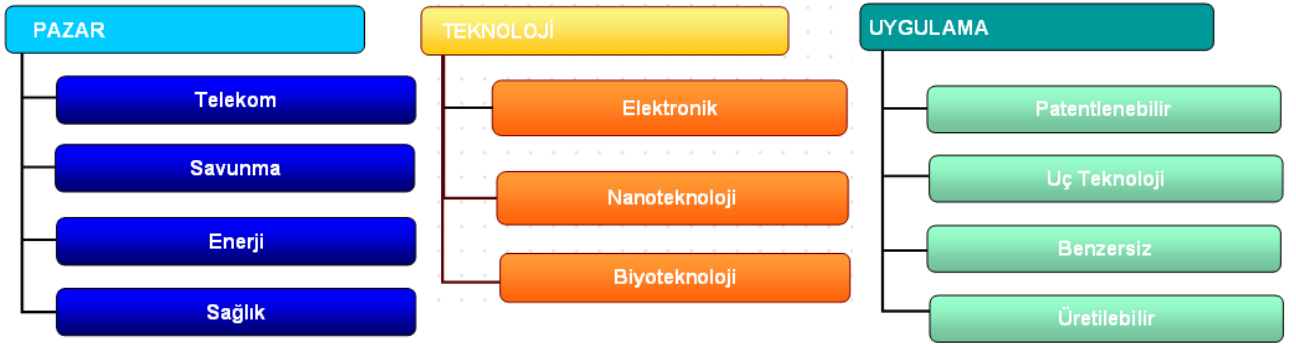 PAZAR
Telekom
Savunma
Enerji
Sağlık
TEKNOLOJİ
Elektronik
Nanoteknoloji
Biyoteknoloji
UYGULAMA
Patentlenebilir
Uç Teknoloji
Benzersiz
Üretilebilir